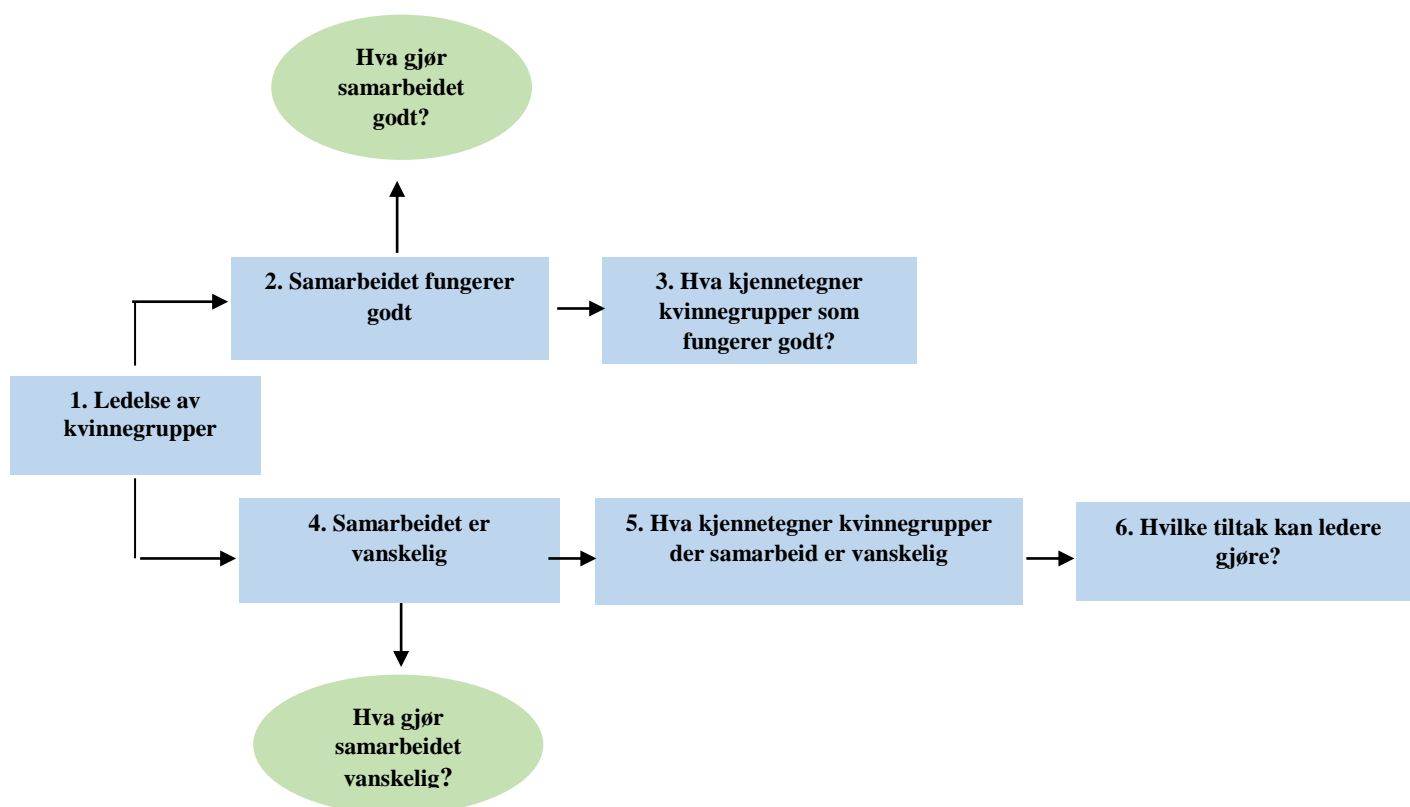 Hva gjør
samarbeidet
godt?
2. Samarbeidet fungerer
godt
3. Hva kjennetegner
kvinnegrupper som
fungerer godt?
1. Ledelse av
kvinnegrupper
4. Samarbeidet er
vanskelig
5. Hva kjennetegner kvinnegrupper
der samarbeid er vanskelig
6. Hvilke tiltak kan ledere
gjøre?
Hva gjør
samarbeidet
vanskelig?